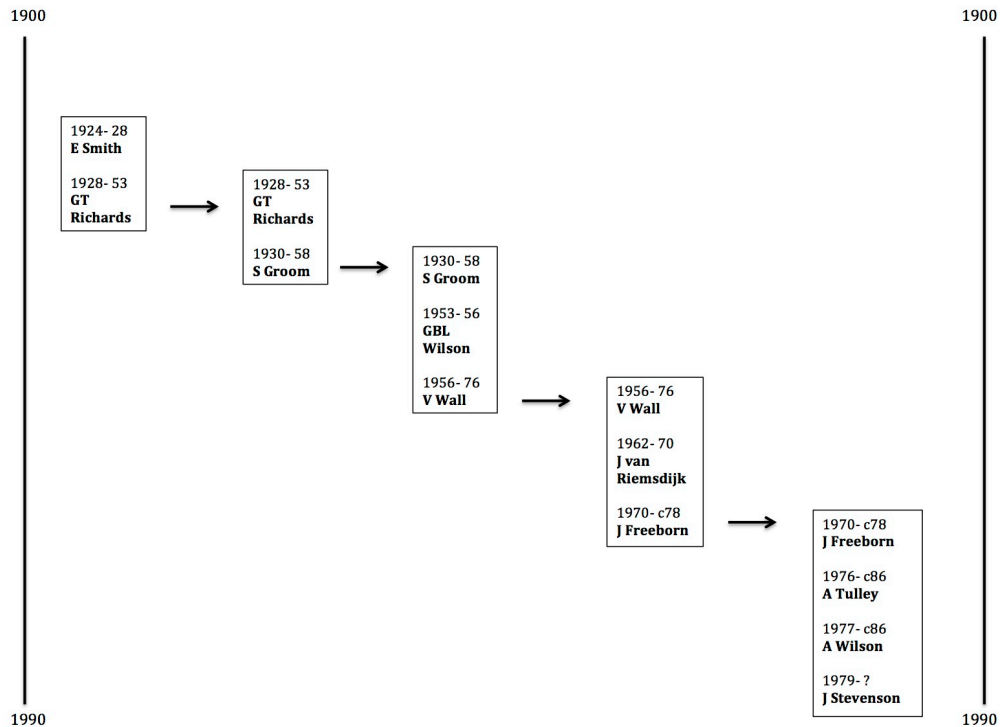 1900
1900
1924- 28
E Smith
1928- 53
GT
Richards
1928- 53
GT
Richards
1930- 58
S Groom
1930- 58
S Groom
1953- 56
GBL
Wilson
1956- 76
V Wall
1956- 76
V Wall
1962- 70
J van
Riemsdijk
1970- c78
J Freeborn
1970- c78
J Freeborn
1976- c86
A Tulley
1977- c86
A Wilson
1979- ?
J Stevenson
1990
1990